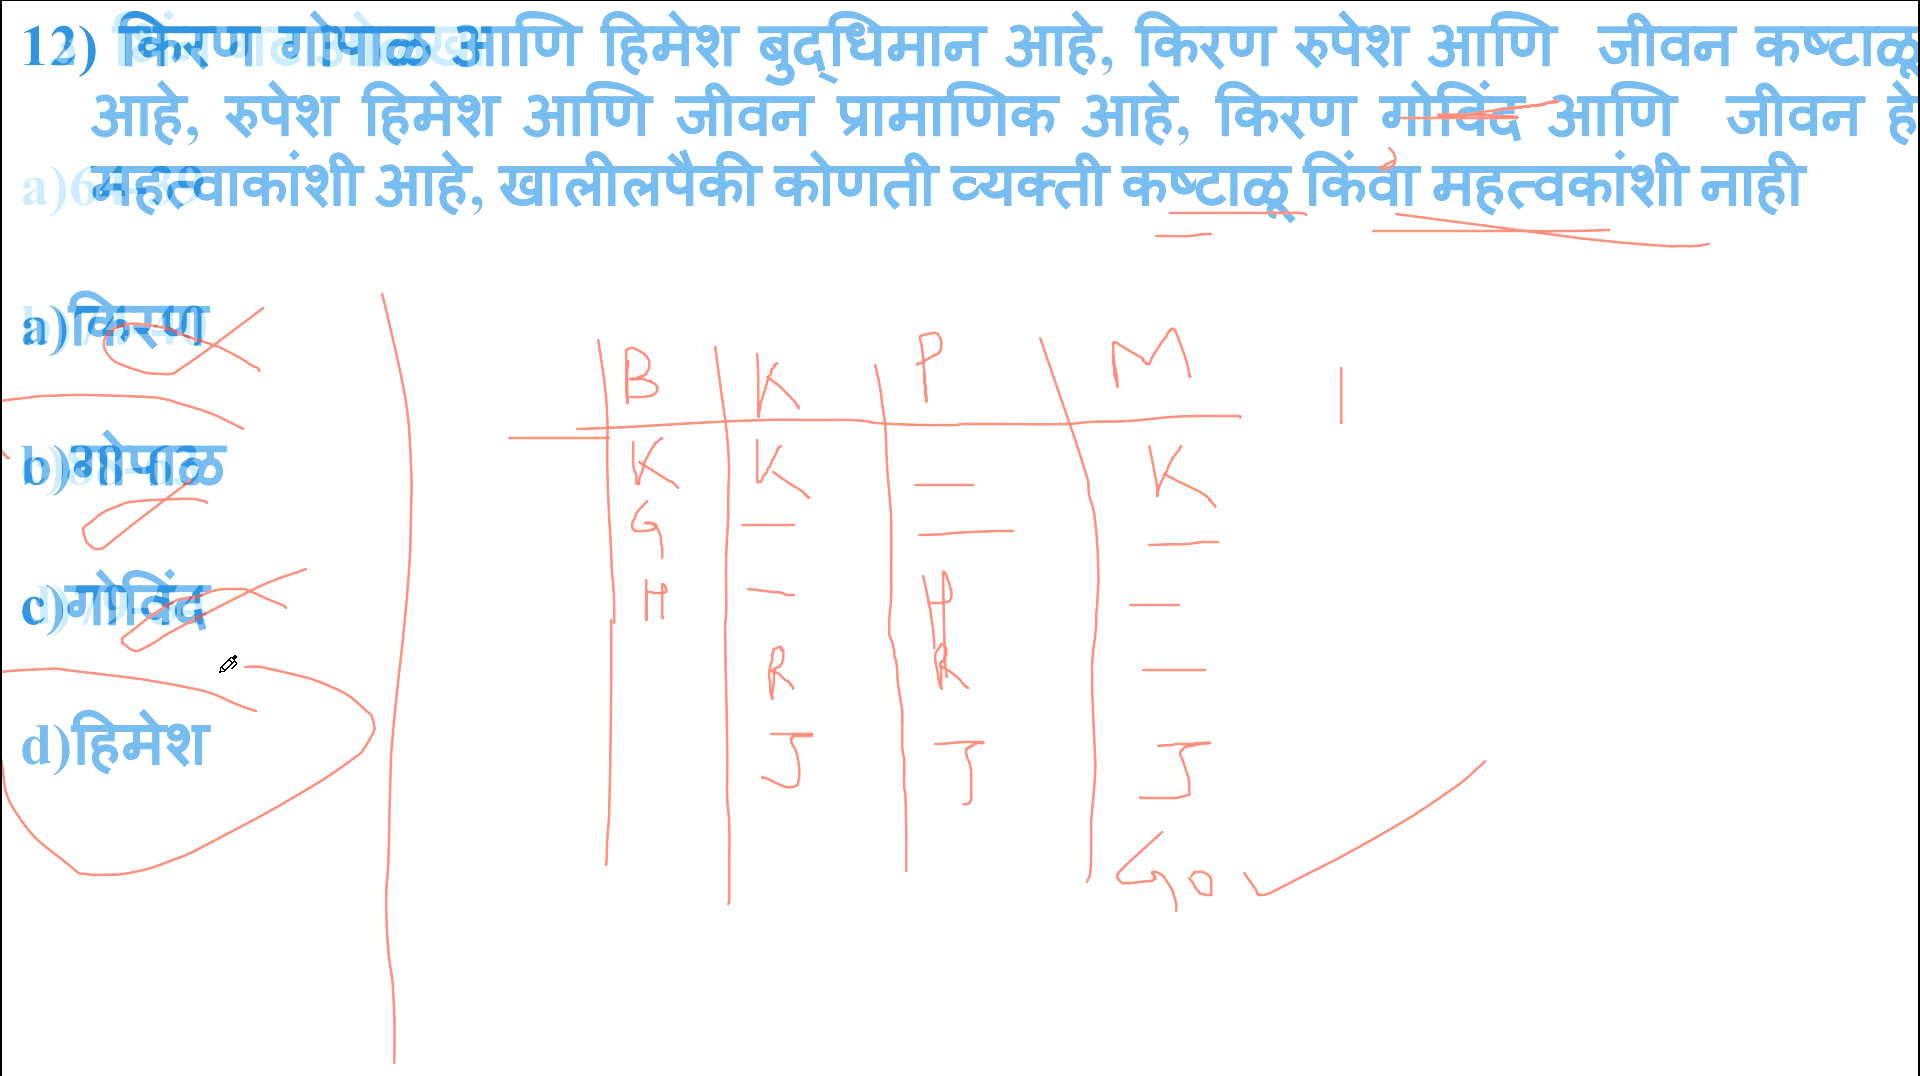 12) किरण गोपाळ आणि हिमेश बुद्धिमान आहे, किरण रुपेश आणि जीवन कष्टाळू
आहे, रुपेश हिमेश आणि जीवन प्रामाणिक आहे, किरण गोविंद आणि जीवन हे
महत्वाकांशी आहे, खालीलपैकी कोणती व्यक्ती कष्टाळू किंवा महत्वकांशी नाही
a)किरण
b)गोपाळ
c)गोविंद
d)हिमेश
B K P M
K K — K
G — — —
H — H —
R R —
J J J
Go